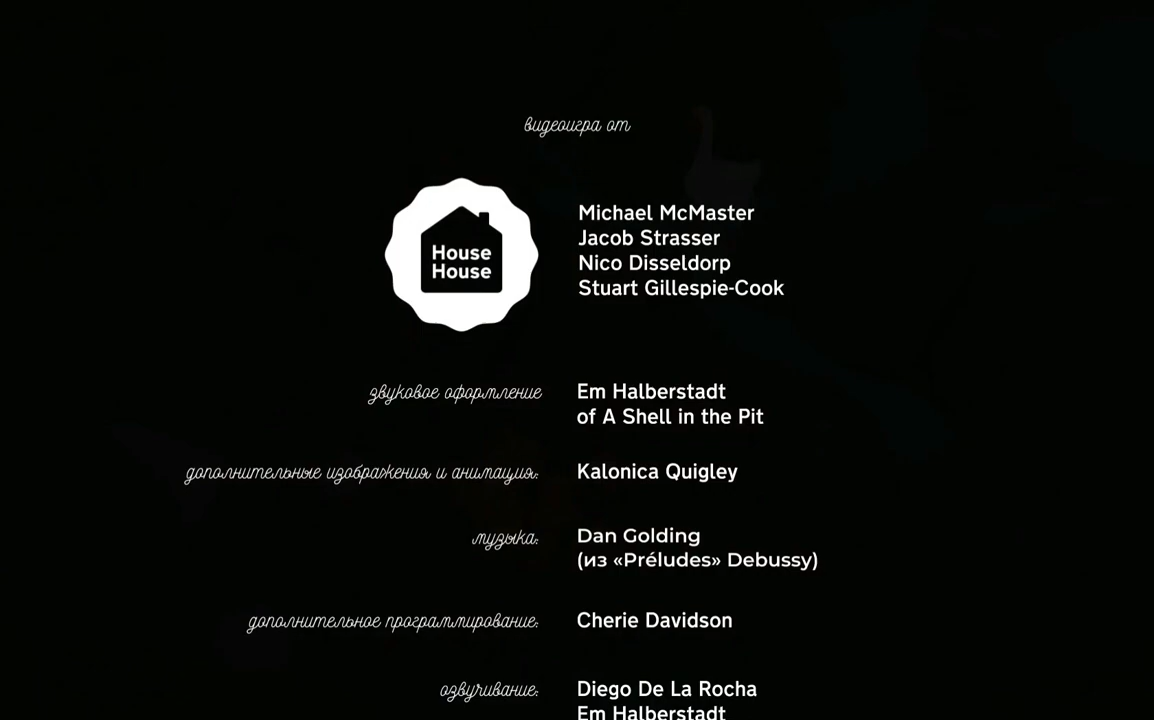 видеоигра от
House
House
Michael McMaster
Jacob Strasser
Nico Disseldorp
Stuart Gillespie-Cook
звуковое оформление
Em Halberstadt
of A Shell in the Pit
дополнительные изображения и анимация:
Kalonica Quigley
музыка:
Dan Golding
(из «Préludes» Debussy)
дополнительное программирование:
Cherie Davidson
озвучивание:
Diego De La Rocha
Em Halberstadt